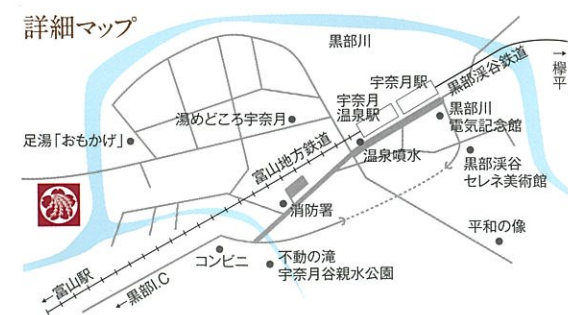 詳細マップ
黒部川
宇奈月駅
黒部渓谷鉄道
→欅平
宇奈月
温泉駅
湯めどころ宇奈月
足湯「おもかげ」
富山地方鉄道
温泉噴水
黒部川
電気記念館
黒部渓谷
セレネ美術館
消防署
平和の像
コンビニ
不動の滝
宇奈月谷親水公園
←富山駅
←黒部I.C